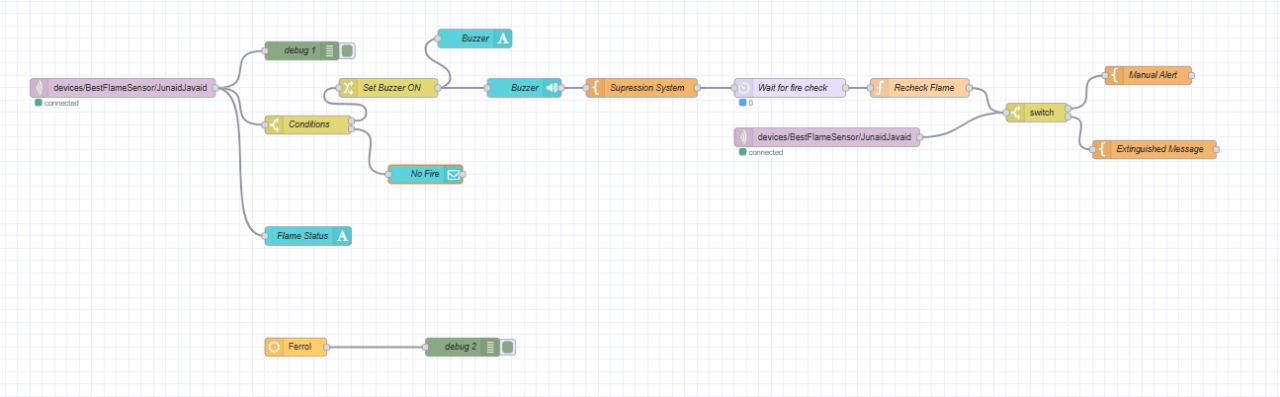 Buzzer A
debug 1
devices/BestFlameSensor/JunaidJavaid
connected
Set Buzzer ON
Buzzer
{ Supression System
Wait for fire check
0
f Recheck Flame
{ Manual Alert
switch
Conditions
devices/BestFlameSensor/JunaidJavaid
connected
{ Extinguished Message
No Fire
Flame Status A
Ferrol
debug 2